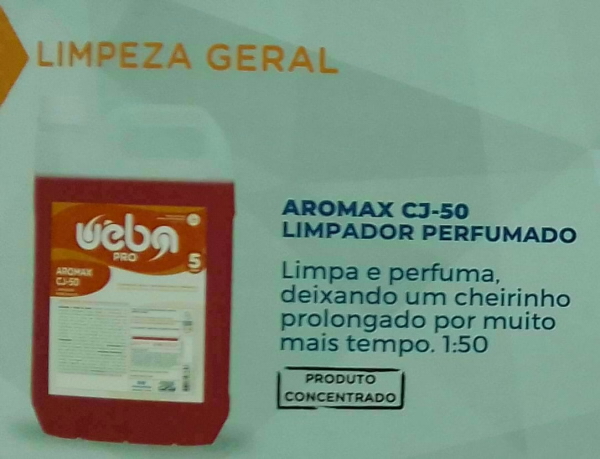 LIMPEZA GERAL
weba
PRO
5
AROMAX
CJ-50
AROMAX CJ-50
LIMPADOR PERFUMADO
Limpa e perfuma,
deixando um cheirinho
prolongado por muito
mais tempo. 1:50
PRODUTO
CONCENTRADO